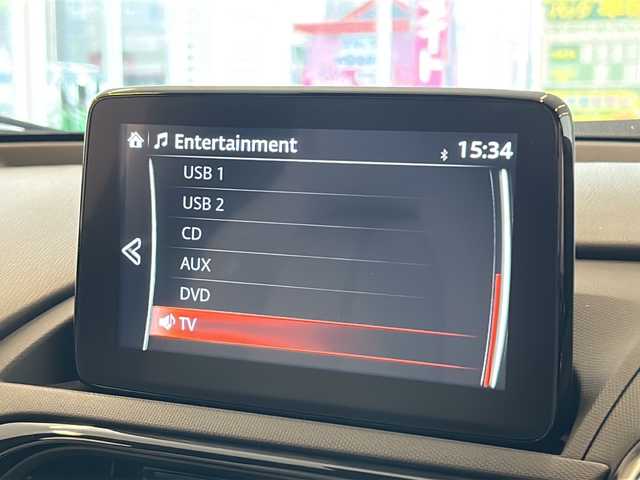 Entertainment
15:34
USB 1
USB 2
CD
AUX
DVD
TV